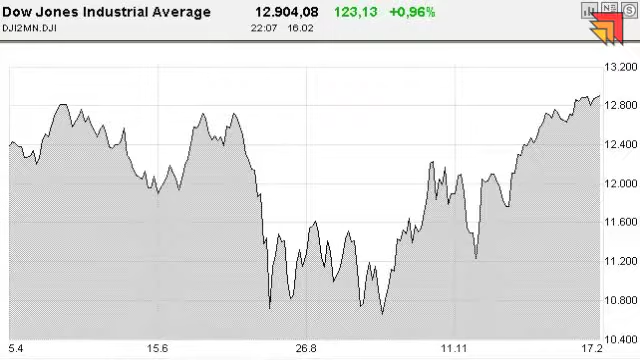 Dow Jones Industrial Average 12.904,08 123,13 +0,96%
DJI2MN.DJI 22:07 16.02
NE S
13.200
12.800
12.400
12.000
11.600
11.200
10.800
10.400
5.4 15.6 26.8 11.11 17.2